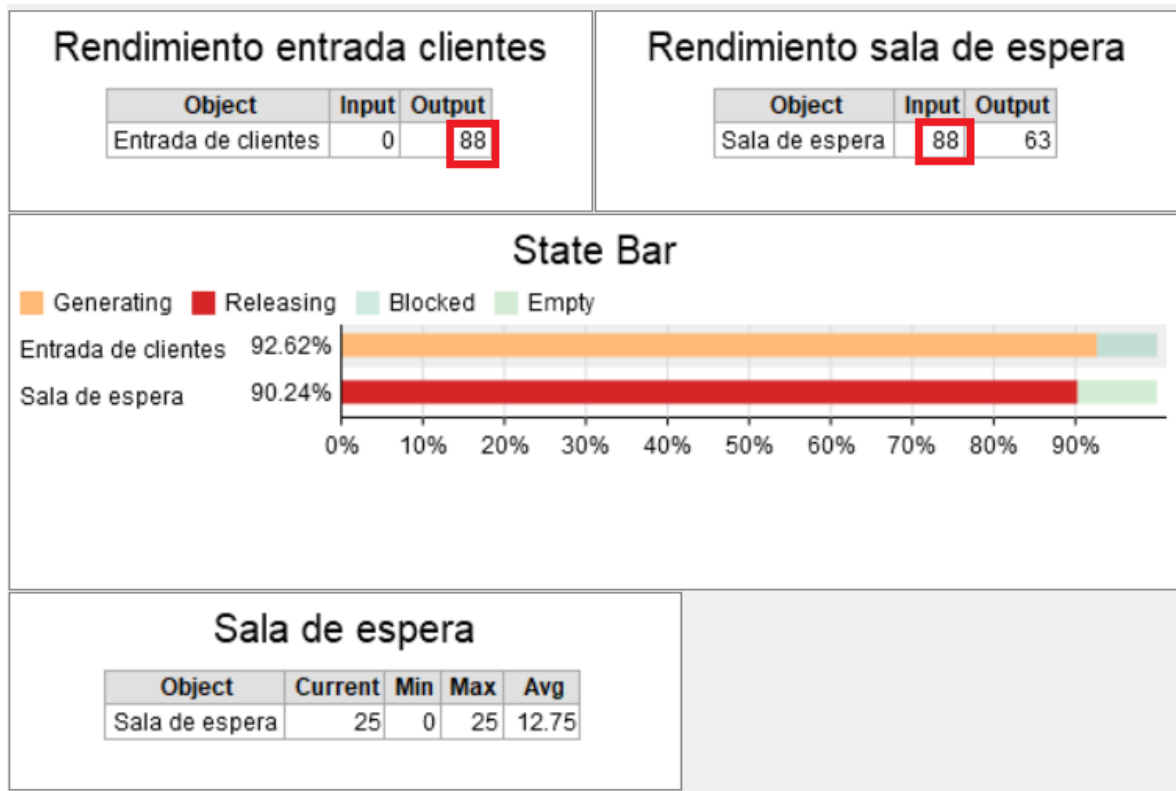 Rendimiento entrada clientes
Object Input Output
Entrada de clientes 0 88
Rendimiento sala de espera
Object Input Output
Sala de espera 88 63
State Bar
Generating Releasing Blocked Empty
Entrada de clientes 92.62%
Sala de espera 90.24%
0% 10% 20% 30% 40% 50% 60% 70% 80% 90%
Sala de espera
Object Current Min Max Avg
Sala de espera 25 0 25 12.75